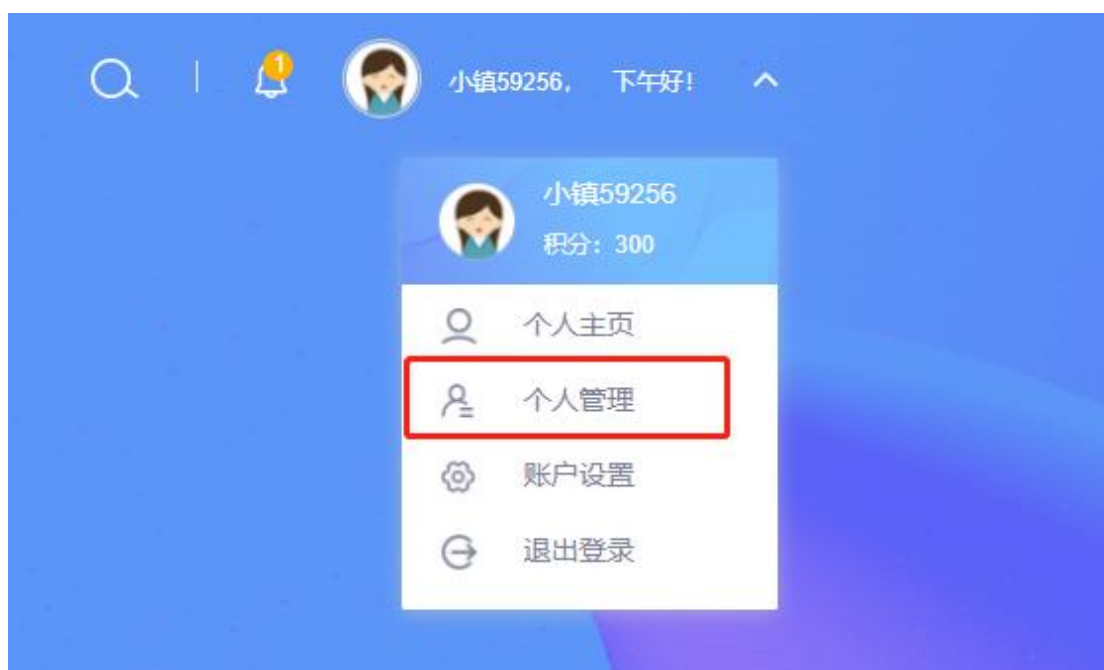 1
小镇59256， 下午好！
小镇59256
积分：300
个人主页
个人管理
账户设置
退出登录